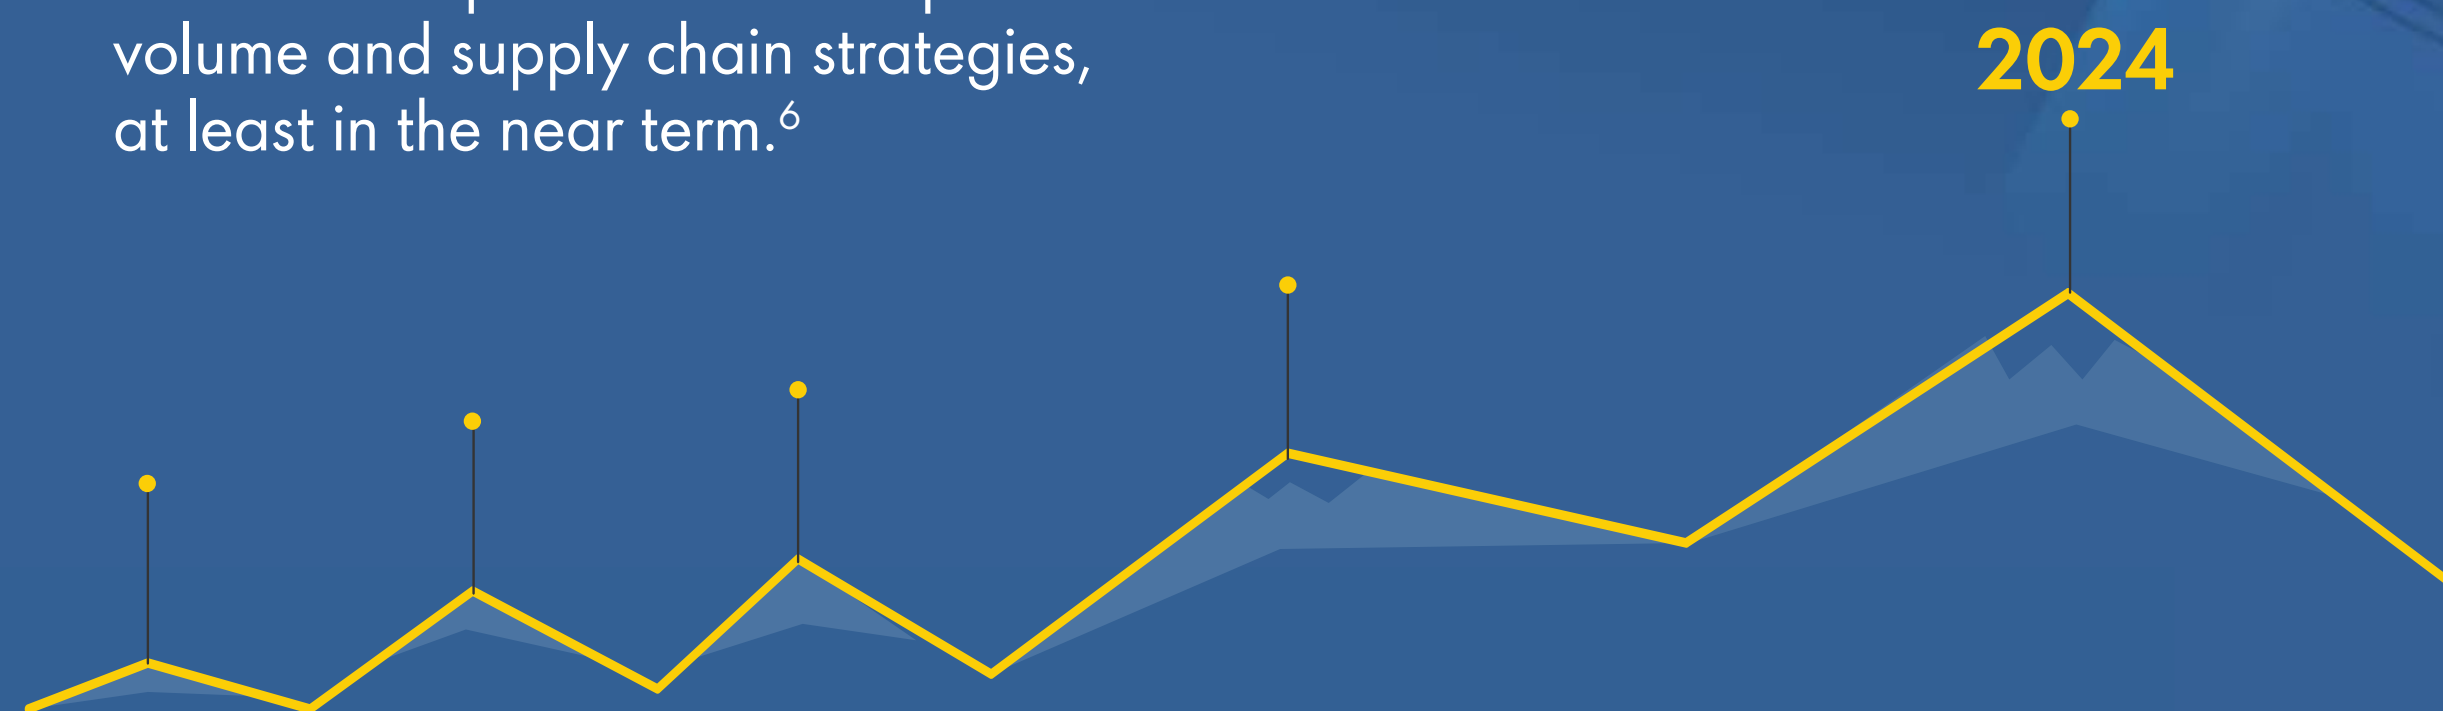 volume and supply chain strategies,
at least in the near term.⁶
2024